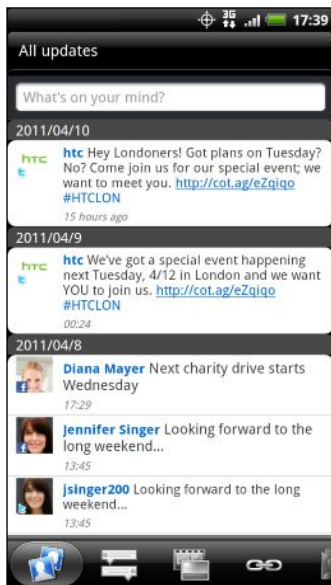 3G 17:39
All updates
What's on your mind?
2011/04/10
htc htc Hey Londoners! Got plans on Tuesday?
No? Come join us for our special event; we
want to meet you. http://cot.ag/eZqiqo
#HTCLON
15 hours ago
2011/04/9
htc htc We've got a special event happening
next Tuesday, 4/12 in London and we want
YOU to join us. http://cot.ag/eZqiqo
#HTCLON
00:24
2011/04/8
Diana Mayer Next charity drive starts
Wednesday
17:29
Jennifer Singer Looking forward to the
long weekend...
13:45
jsinger200 Looking forward to the long
weekend...
13:45